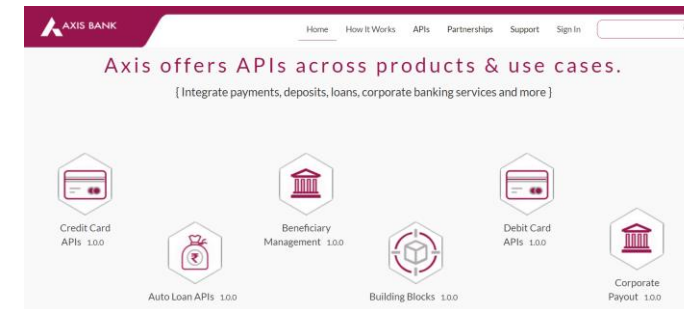 AXIS BANK
Home How It Works APIs Partnerships Support Sign In
Axis offers APIs across products & use cases.
{ Integrate payments, deposits, loans, corporate banking services and more }
Credit Card
APIs 1.0.0
Auto Loan APIs 1.0.0
Beneficiary
Management 1.0.0
Building Blocks 1.0.0
Debit Card
APIs 1.0.0
Corporate
Payout 1.0.0